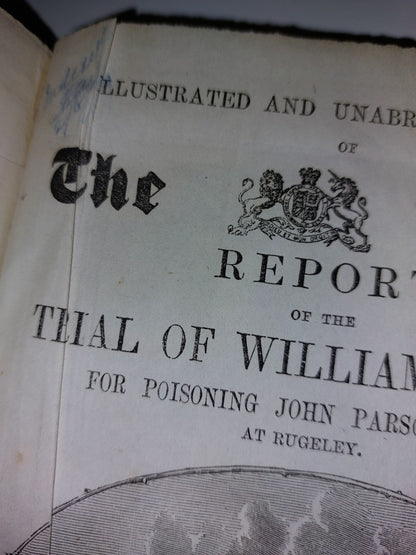 ILLUSTRATED AND UNABR
OF
The
REPORT
OF THE
TRIAL OF WILLIAM
FOR POISONING JOHN PARSO
AT RUGELEY.